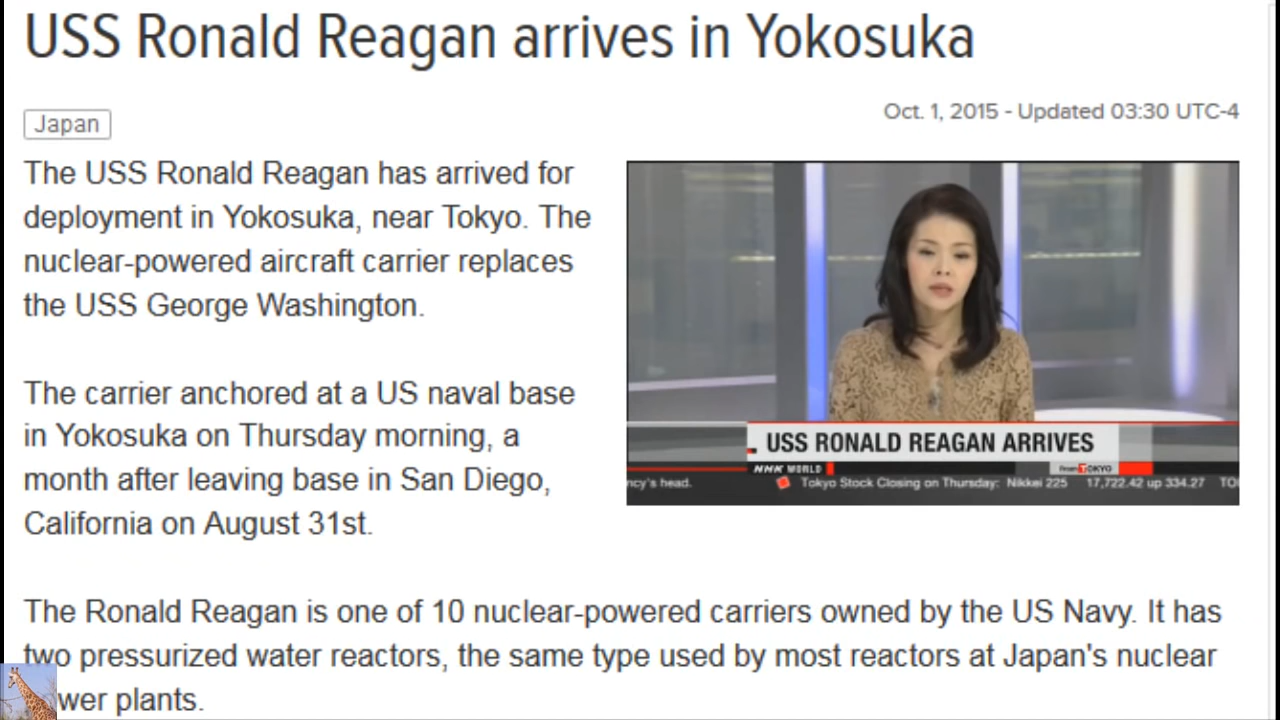 USS Ronald Reagan arrives in Yokosuka
Japan
Oct. 1, 2015 - Updated 03:30 UTC-4
The USS Ronald Reagan has arrived for
deployment in Yokosuka, near Tokyo. The
nuclear-powered aircraft carrier replaces
the USS George Washington.
The carrier anchored at a US naval base
in Yokosuka on Thursday morning, a
month after leaving base in San Diego,
California on August 31st.
USS RONALD REAGAN ARRIVES
NHK WORLD
from TOKYO
ncy's head. Tokyo Stock Closing on Thursday: Nikkei 225 17,722.42 up 334.27 TO
The Ronald Reagan is one of 10 nuclear-powered carriers owned by the US Navy. It has
two pressurized water reactors, the same type used by most reactors at Japan's nuclear
wer plants.